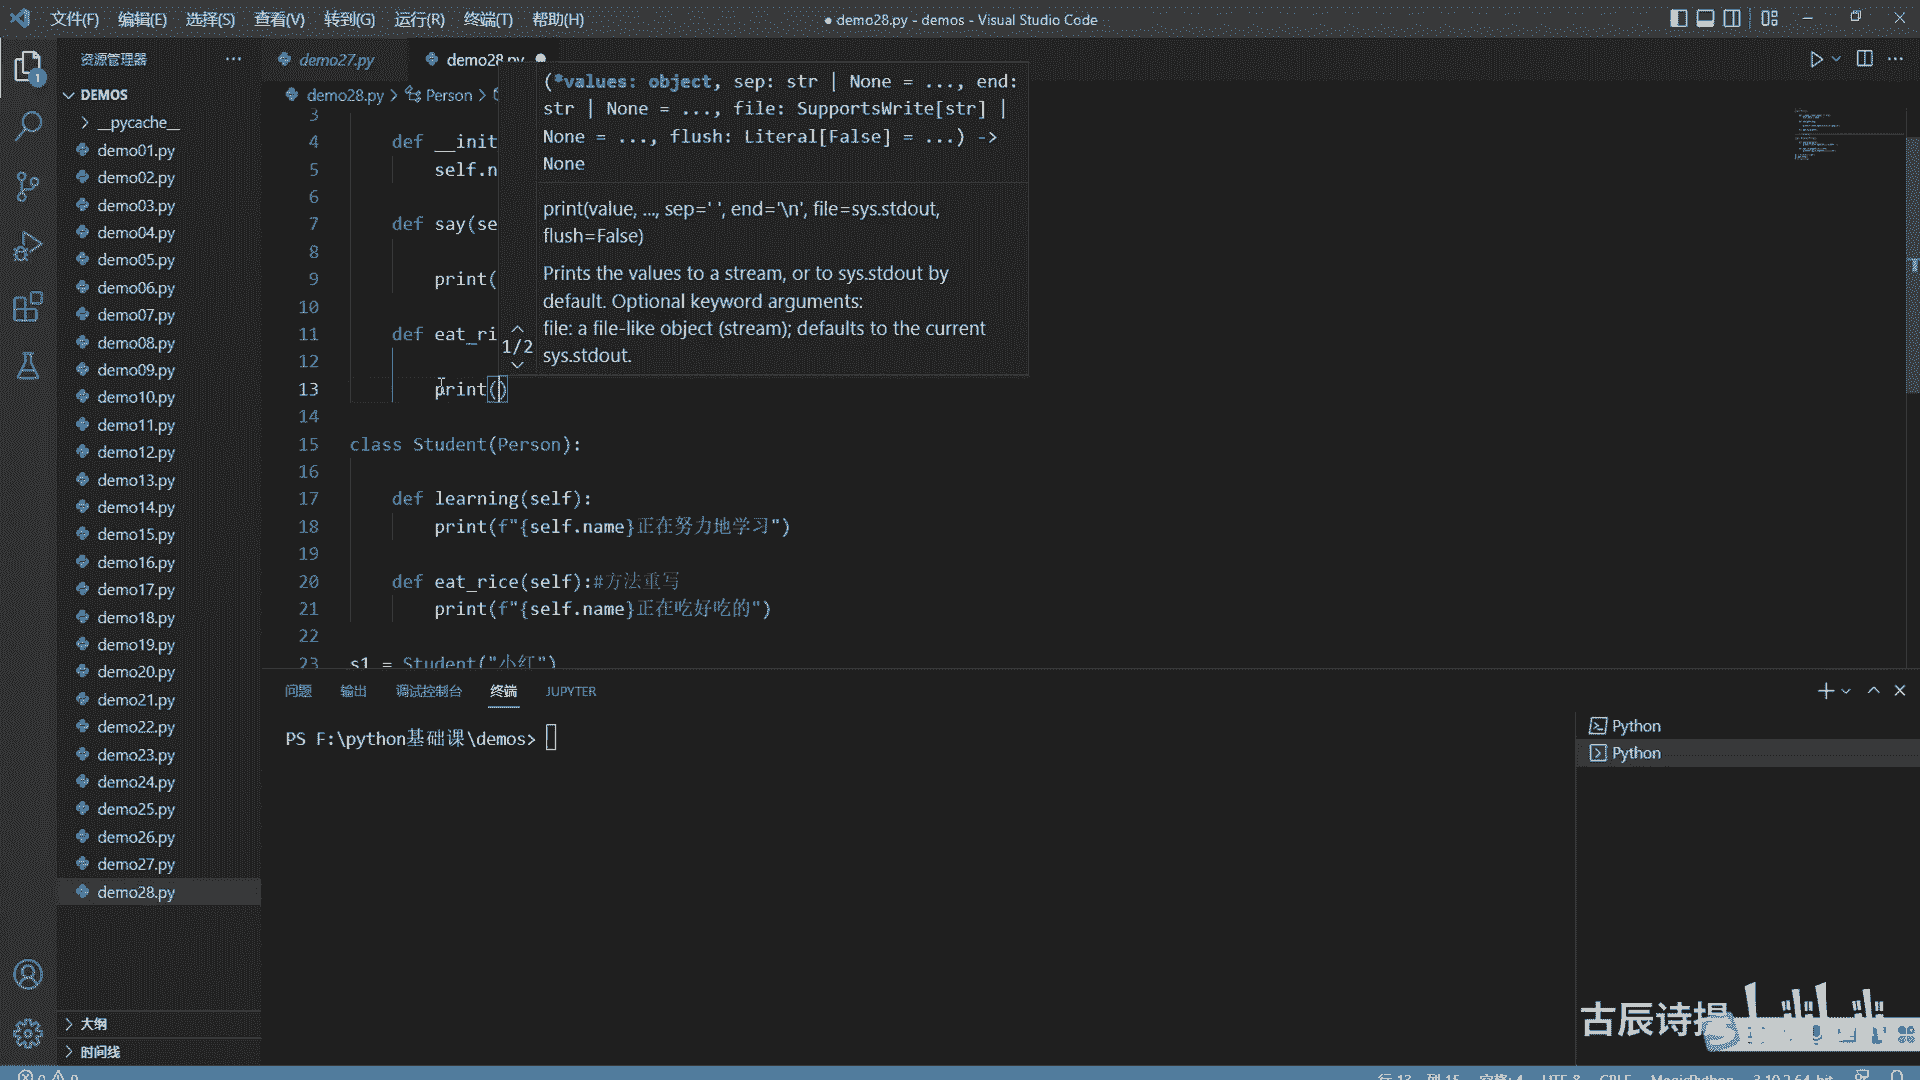 文件(F) 编辑(E) 选择(S) 查看(V) 转到(G) 运行(R) 终端(T) 帮助(H)
● demo28.py - demos - Visual Studio Code
资源管理器
DEMOS
__pycache__
demo01.py
demo02.py
demo03.py
demo04.py
demo05.py
demo06.py
demo07.py
demo08.py
demo09.py
demo10.py
demo11.py
demo12.py
demo13.py
demo14.py
demo15.py
demo16.py
demo17.py
demo18.py
demo19.py
demo20.py
demo21.py
demo22.py
demo23.py
demo24.py
demo25.py
demo26.py
demo27.py
demo28.py
大纲
时间线
1
demo27.py
demo28.py
demo28.py > Person >
(*values: object, sep: str | None = ..., end:
str | None = ..., file: SupportsWrite[str] |
None = ..., flush: Literal[False] = ...) ->
None
print(value, ..., sep=' ', end='\n', file=sys.stdout,
flush=False)
Prints the values to a stream, or to sys.stdout by
default. Optional keyword arguments:
file: a file-like object (stream); defaults to the current
sys.stdout.
1/2
3
4 def __init
5 self.n
6
7 def say(se
8
9 print(
10
11 def eat_ri
12
13 print()
14
15 class Student(Person):
16
17 def learning(self):
18 print(f"{self.name}正在努力地学习")
19
20 def eat_rice(self):#方法重写
21 print(f"{self.name}正在吃好吃的")
22
23 s1 = Student("小红")
问题 输出 调试控制台 终端 JUPYTER
PS F:\python基础课\demos>
Python
Python
古辰诗提
行 13, 列 15 空格: 4 UTF-8 CRLF MagicPython 3.10.2 64-bit